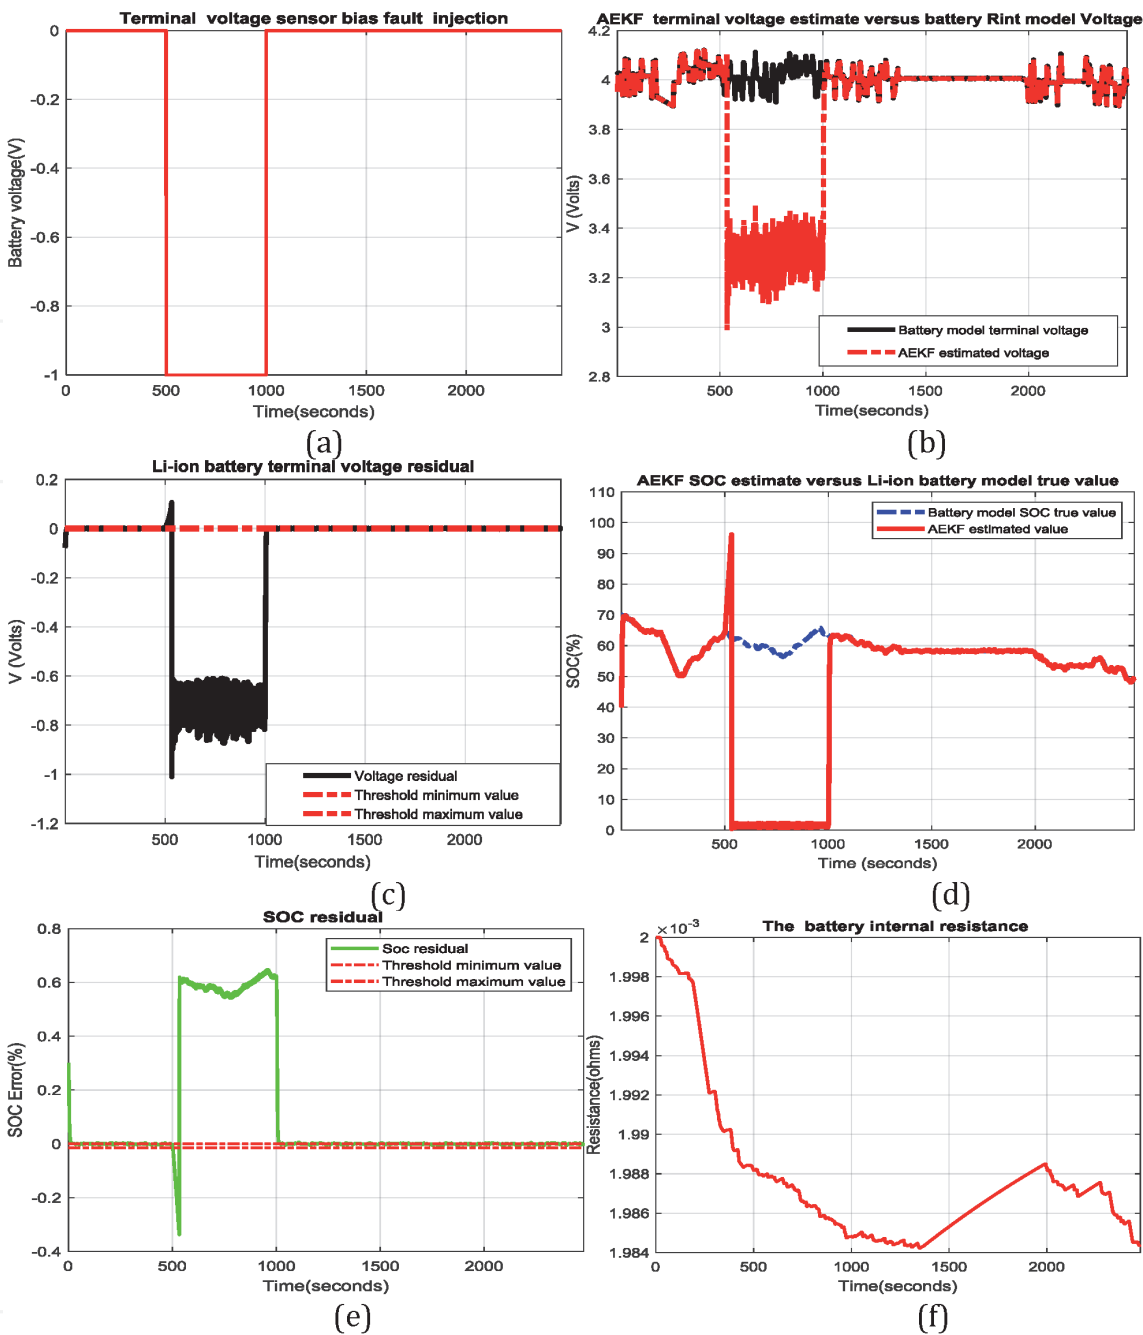 Terminal voltage sensor bias fault injection
Battery voltage(V)
0
-0.2
-0.4
-0.6
-0.8
-1
0 500 1000 1500 2000
Time(seconds)
(a)
AEKF terminal voltage estimate versus battery Rint model Voltage
V (Volts)
4.2
4
3.8
3.6
3.4
3.2
3
2.8
Battery model terminal voltage
AEKF estimated voltage
500 1000 1500 2000
Time(seconds)
(b)
Li-ion battery terminal voltage residual
V (Volts)
0.2
0
-0.2
-0.4
-0.6
-0.8
-1
-1.2
Voltage residual
Threshold minimum value
Threshold maximum value
500 1000 1500 2000
Time(seconds)
(c)
AEKF SOC estimate versus Li-ion battery model true value
SOC(%)
110
100
90
80
70
60
50
40
30
20
10
0
Battery model SOC true value
AEKF estimated value
500 1000 1500 2000
Time (seconds)
(d)
SOC residual
SOC Error(%)
0.8
0.6
0.4
0.2
0
-0.2
-0.4
Soc residual
Threshold minimum value
Threshold maximum value
0 500 1000 1500 2000
Time(seconds)
(e)
The battery internal resistance
×10⁻³
Resistance(ohms)
2
1.998
1.996
1.994
1.992
1.99
1.988
1.986
1.984
0 500 1000 1500 2000
Time(seconds)
(f)